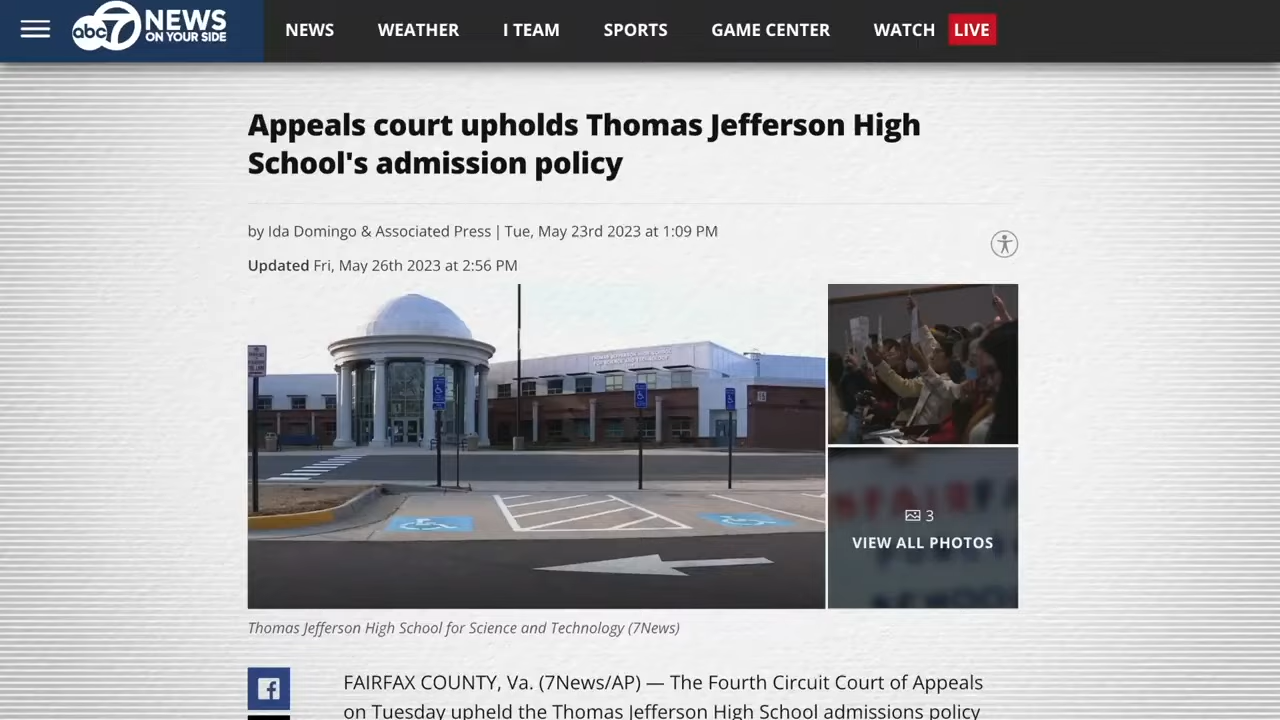 abc 7 NEWS
ON YOUR SIDE
NEWS
WEATHER
I TEAM
SPORTS
GAME CENTER
WATCH LIVE
Appeals court upholds Thomas Jefferson High
School's admission policy
by Ida Domingo & Associated Press | Tue, May 23rd 2023 at 1:09 PM
Updated Fri, May 26th 2023 at 2:56 PM
3
VIEW ALL PHOTOS
Thomas Jefferson High School for Science and Technology (7News)
FAIRFAX COUNTY, Va. (7News/AP) — The Fourth Circuit Court of Appeals
on Tuesday upheld the Thomas Jefferson High School admissions policy